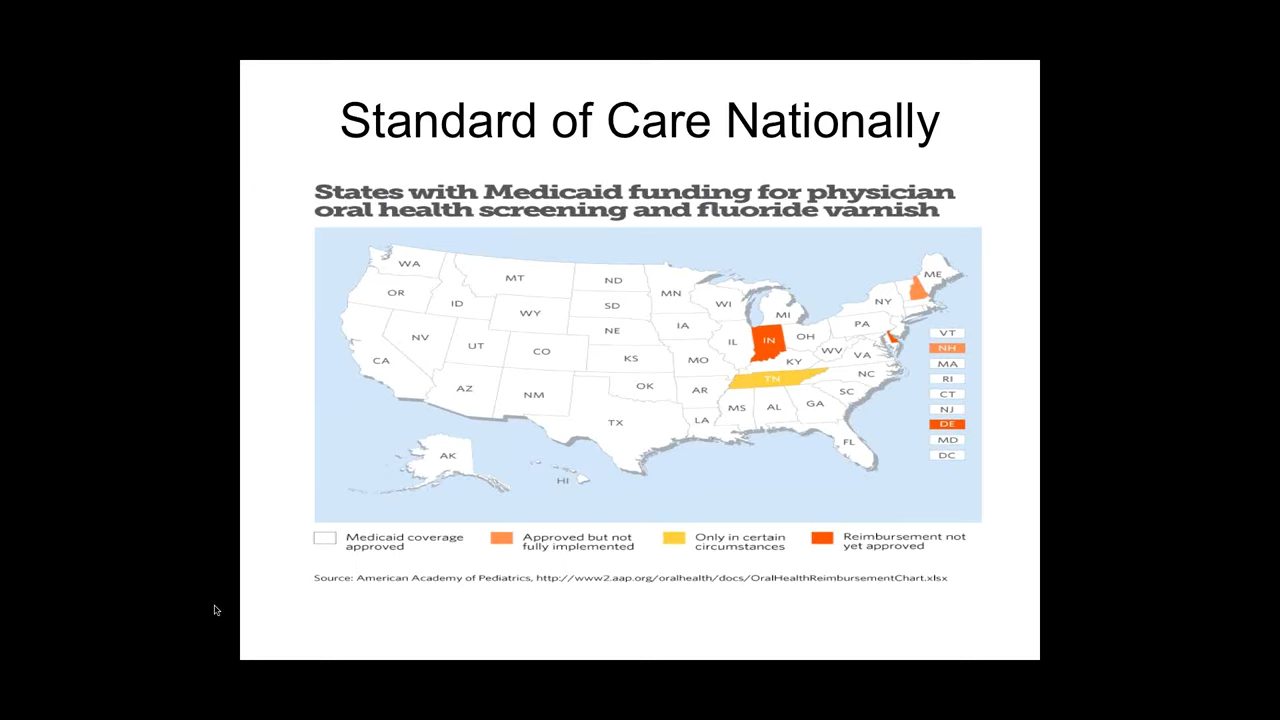 Standard of Care Nationally
States with Medicaid funding for physician
oral health screening and fluoride varnish
WA
MT
ND
MN
ME
OR
ID
SD
WI
NY
WY
MI
NV
NE
IA
PA
VT
UT
CO
IL
IN
OH
NH
CA
KS
MO
WV
VA
MA
KY
AZ
OK
AR
TN
NC
RI
NM
SC
CT
TX
LA
MS
AL
GA
NJ
FL
DE
AK
MD
HI
DC
Medicaid coverage
approved
Approved but not
fully implemented
Only in certain
circumstances
Reimbursement not
yet approved
Source: American Academy of Pediatrics, http://www2.aap.org/oralhealth/docs/OralHealthReimbursementChart.xlsx